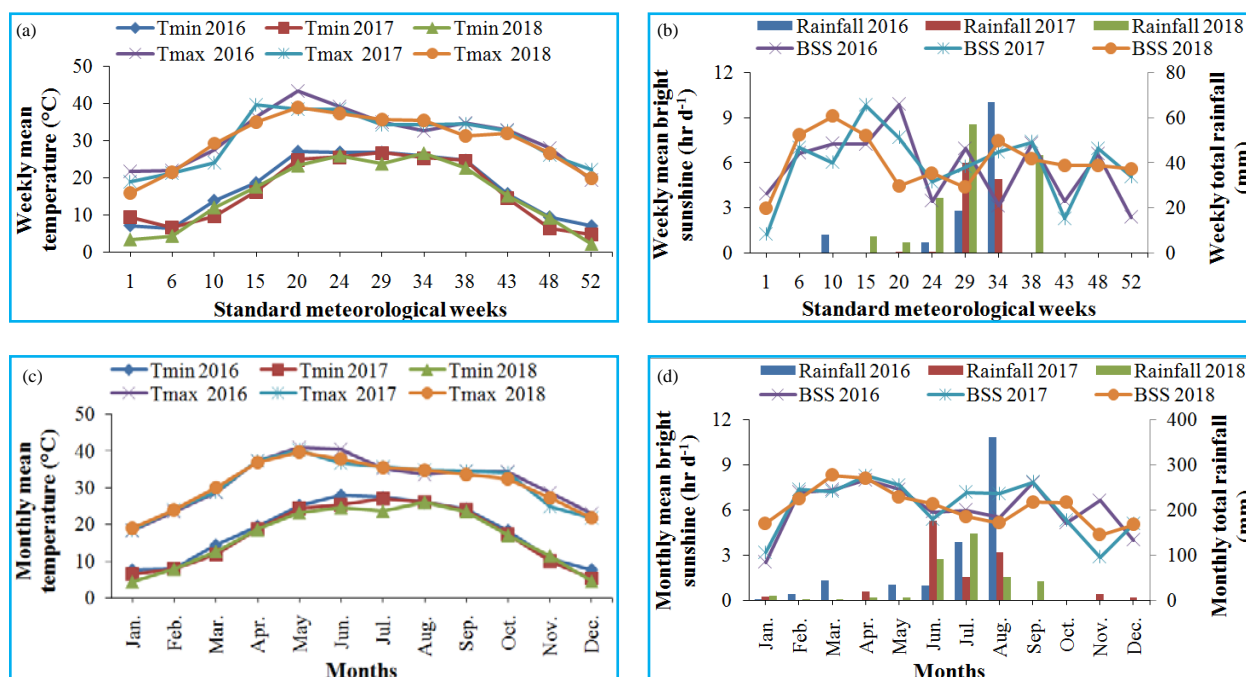 (a)
Tmin 2016 Tmin 2017 Tmin 2018
Tmax 2016 Tmax 2017 Tmax 2018
Weekly mean
temperature (°C)
50
40
30
20
10
0
1 6 10 15 20 24 29 34 38 43 48 52
Standard meteorological weeks
(b)
Rainfall 2016 Rainfall 2017 Rainfall 2018
BSS 2016 BSS 2017 BSS 2018
Weekly mean bright
sunshine (hr d-1)
12
9
6
3
0
80
60
40
20
0
Weekly total rainfall
(mm)
1 6 10 15 20 24 29 34 38 43 48 52
Standard meteorological weeks
(c)
Tmin 2016 Tmin 2017 Tmin 2018
Tmax 2016 Tmax 2017 Tmax 2018
Monthly mean
temperature (°C)
50
40
30
20
10
0
Jan. Feb. Mar. Apr. May Jun. Jul. Aug. Sep. Oct. Nov. Dec.
Months
(d)
Rainfall 2016 Rainfall 2017 Rainfall 2018
BSS 2016 BSS 2017 BSS 2018
Monthly mean bright
sunshine (hr d-1)
12
9
6
3
0
400
300
200
100
0
Monthly total rainfall
(mm)
Jan. Feb. Mar. Apr. May Jun. Jul. Aug. Sep. Oct. Nov. Dec.
Months